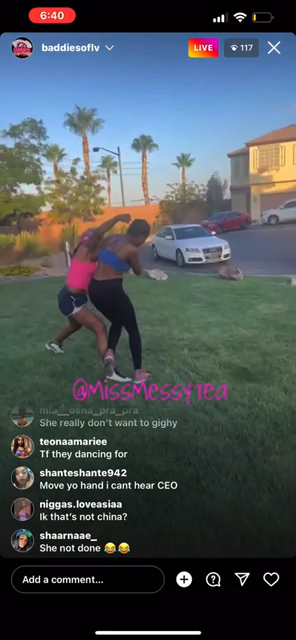 6:40
baddiesoflv
LIVE
117
@MissMessyTea
mia__osha_pra_pra
She really don't want to gighy
teonaamariee
Tf they dancing for
shanteshante942
Move yo hand i cant hear CEO
niggas.loveasiaa
Ik that's not china?
shaarnaae_
She not done 😂😂
Add a comment...